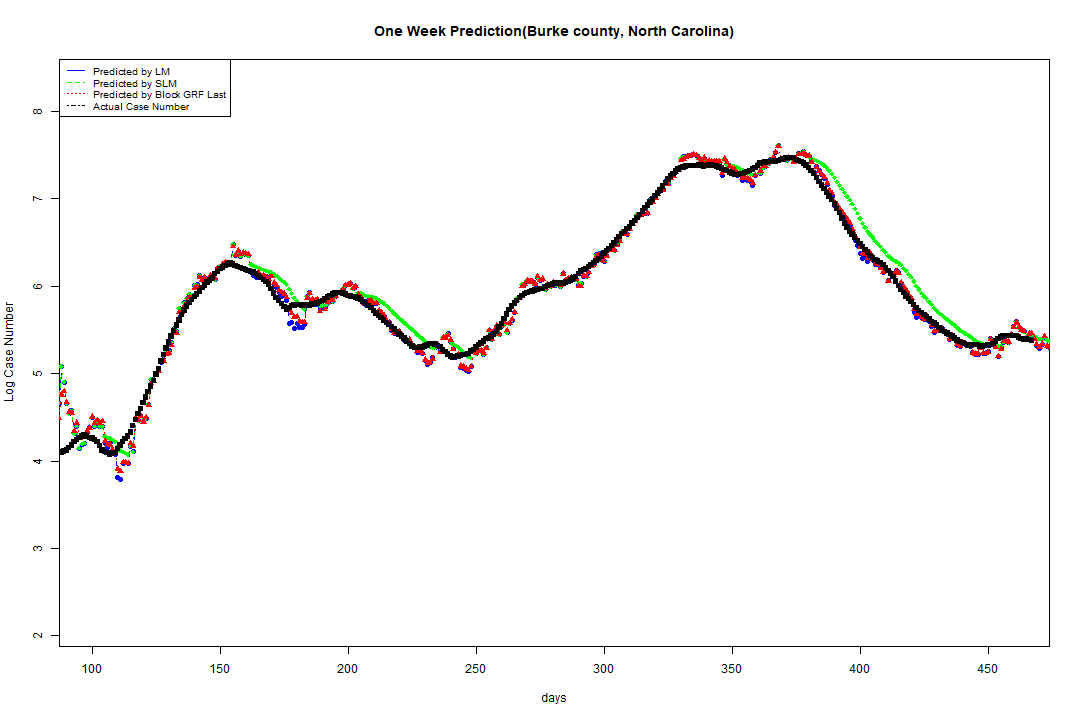 One Week Prediction(Burke county, North Carolina)
Predicted by LM
Predicted by SLM
Predicted by Block GRF Last
Actual Case Number
8
7
6
5
4
3
2
Log Case Number
100 150 200 250 300 350 400 450
days